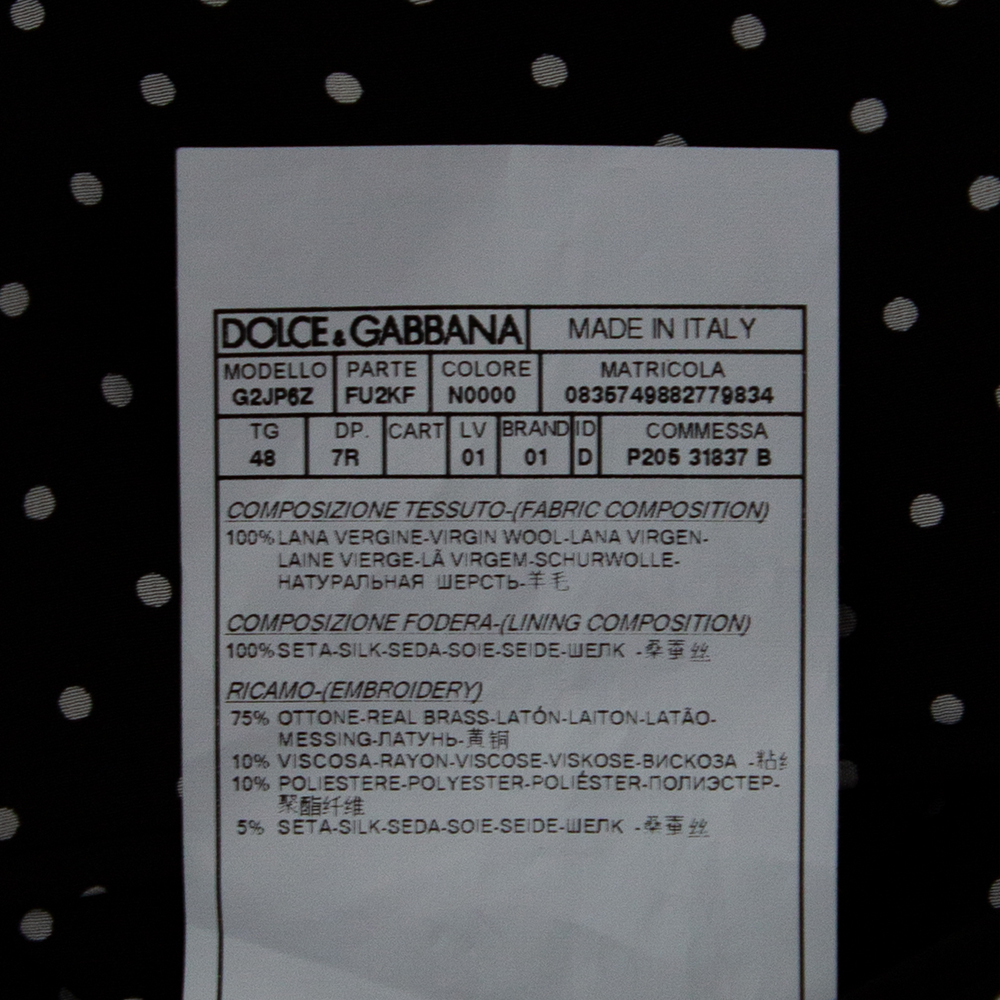 DOLCE & GABBANA MADE IN ITALY
MODELLO PARTE COLORE MATRICOLA
G2JP6Z FU2KF N0000 0835749882779834
TG DP. CART LV BRAND ID COMMESSA
48 7R 01 01 D P205 31837 B
COMPOSIZIONE TESSUTO-(FABRIC COMPOSITION)
100% LANA VERGINE-VIRGIN WOOL-LANA VIRGEN-
LAINE VIERGE-LÃ VIRGEM-SCHURWOLLE-
НАТУРАЛЬНАЯ ШЕРСТЬ-羊毛
COMPOSIZIONE FODERA-(LINING COMPOSITION)
100% SETA-SILK-SEDA-SOIE-SEIDE-ШЕЛК -桑蚕丝
RICAMO-(EMBROIDERY)
75% OTTONE-REAL BRASS-LATÓN-LAITON-LATÃO-
MESSING-ЛАТУНЬ-黄铜
10% VISCOSA-RAYON-VISCOSE-VISKOSE-ВИСКОЗА -粘
10% POLIESTERE-POLYESTER-POLIÉSTER-ПОЛИЭСТЕР-
聚酯纤维
5% SETA-SILK-SEDA-SOIE-SEIDE-ШЕЛК -桑蚕丝